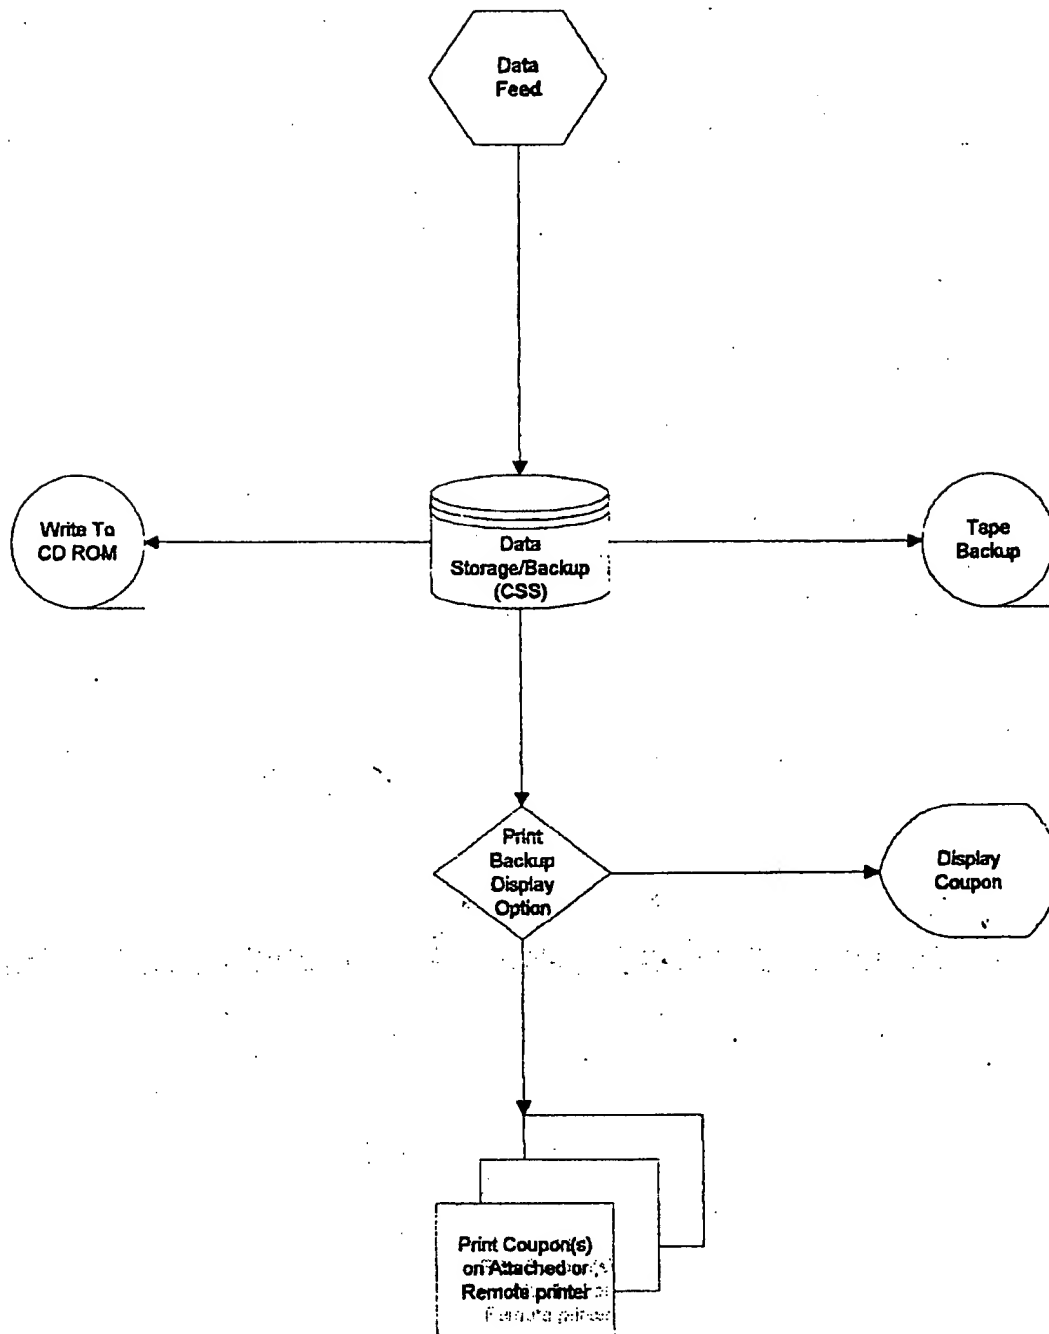 Data
Feed
Write To
CD ROM
Data
Storage/Backup
(CSS)
Tape
Backup
Print
Backup
Display
Option
Display
Coupon
Print Coupon(s)
on Attached or
Remote printer